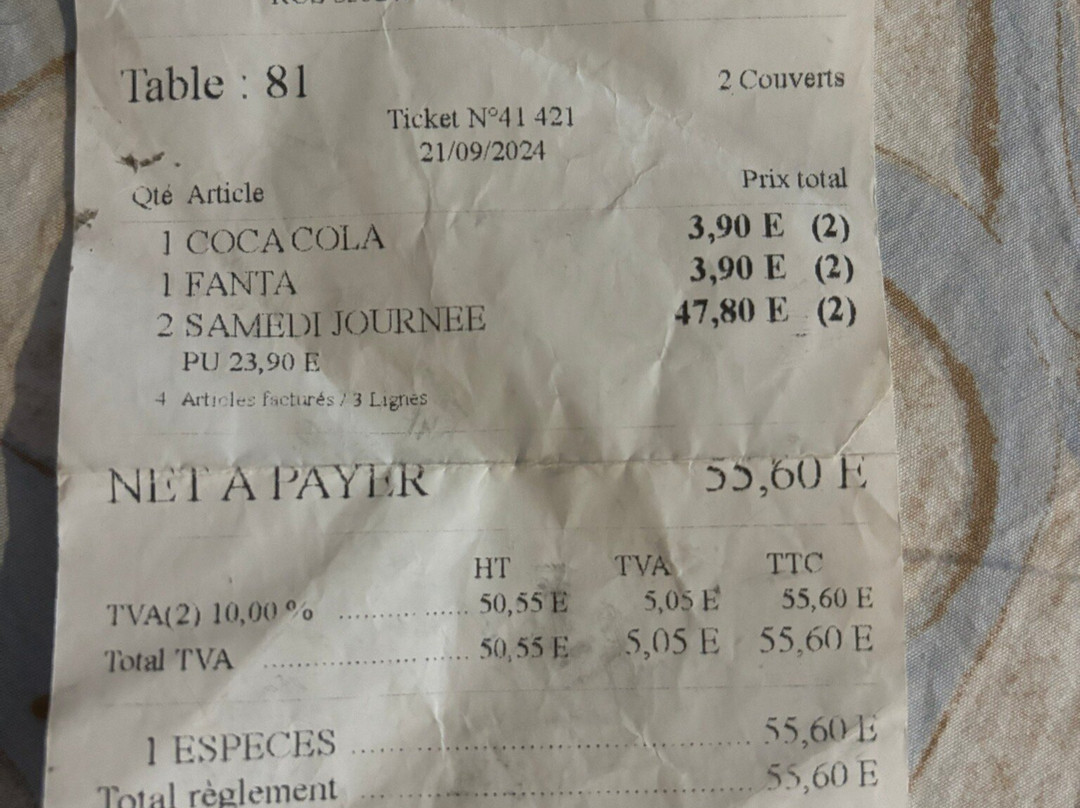 Table : 81 2 Couverts
Ticket N°41 421
21/09/2024
Qté Article Prix total
1 COCA COLA 3,90 E (2)
1 FANTA 3,90 E (2)
2 SAMEDI JOURNEE 47,80 E (2)
PU 23,90 E
4 Articles facturés / 3 Lignes
NET A PAYER 55,60 E
HT TVA TTC
TVA(2) 10,00 % .................. 50,55 E 5,05 E 55,60 E
Total TVA ............................ 50,55 E 5,05 E 55,60 E
1 ESPECES ...................................................... 55,60 E
Total règlement ...................................................... 55,60 E